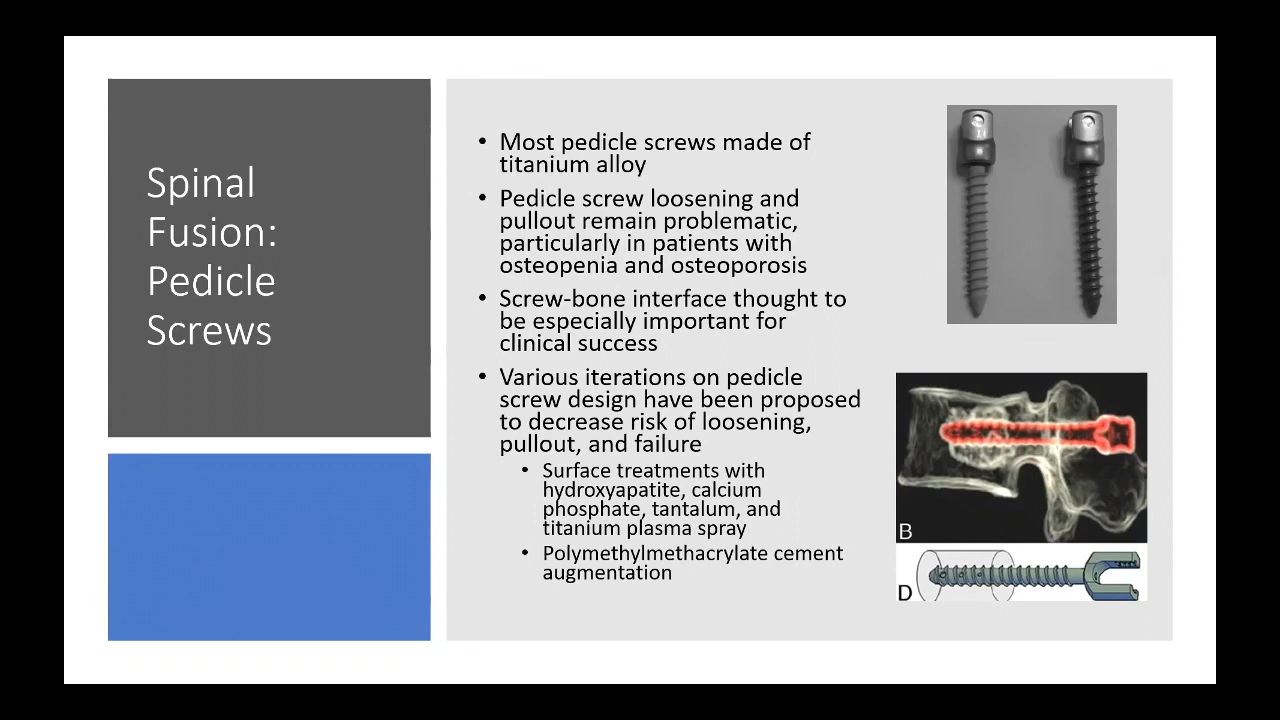 Spinal
Fusion:
Pedicle
Screws
• Most pedicle screws made of
titanium alloy
• Pedicle screw loosening and
pullout remain problematic,
particularly in patients with
osteopenia and osteoporosis
• Screw-bone interface thought to
be especially important for
clinical success
• Various iterations on pedicle
screw design have been proposed
to decrease risk of loosening,
pullout, and failure
• Surface treatments with
hydroxyapatite, calcium
phosphate, tantalum, and
titanium plasma spray
• Polymethylmethacrylate cement
augmentation
B
D